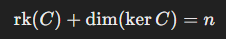 rk(C) + dim(ker C) = n